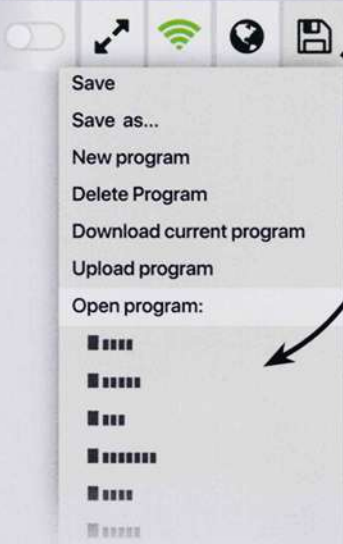 Save
Save as...
New program
Delete Program
Download current program
Upload program
Open program: